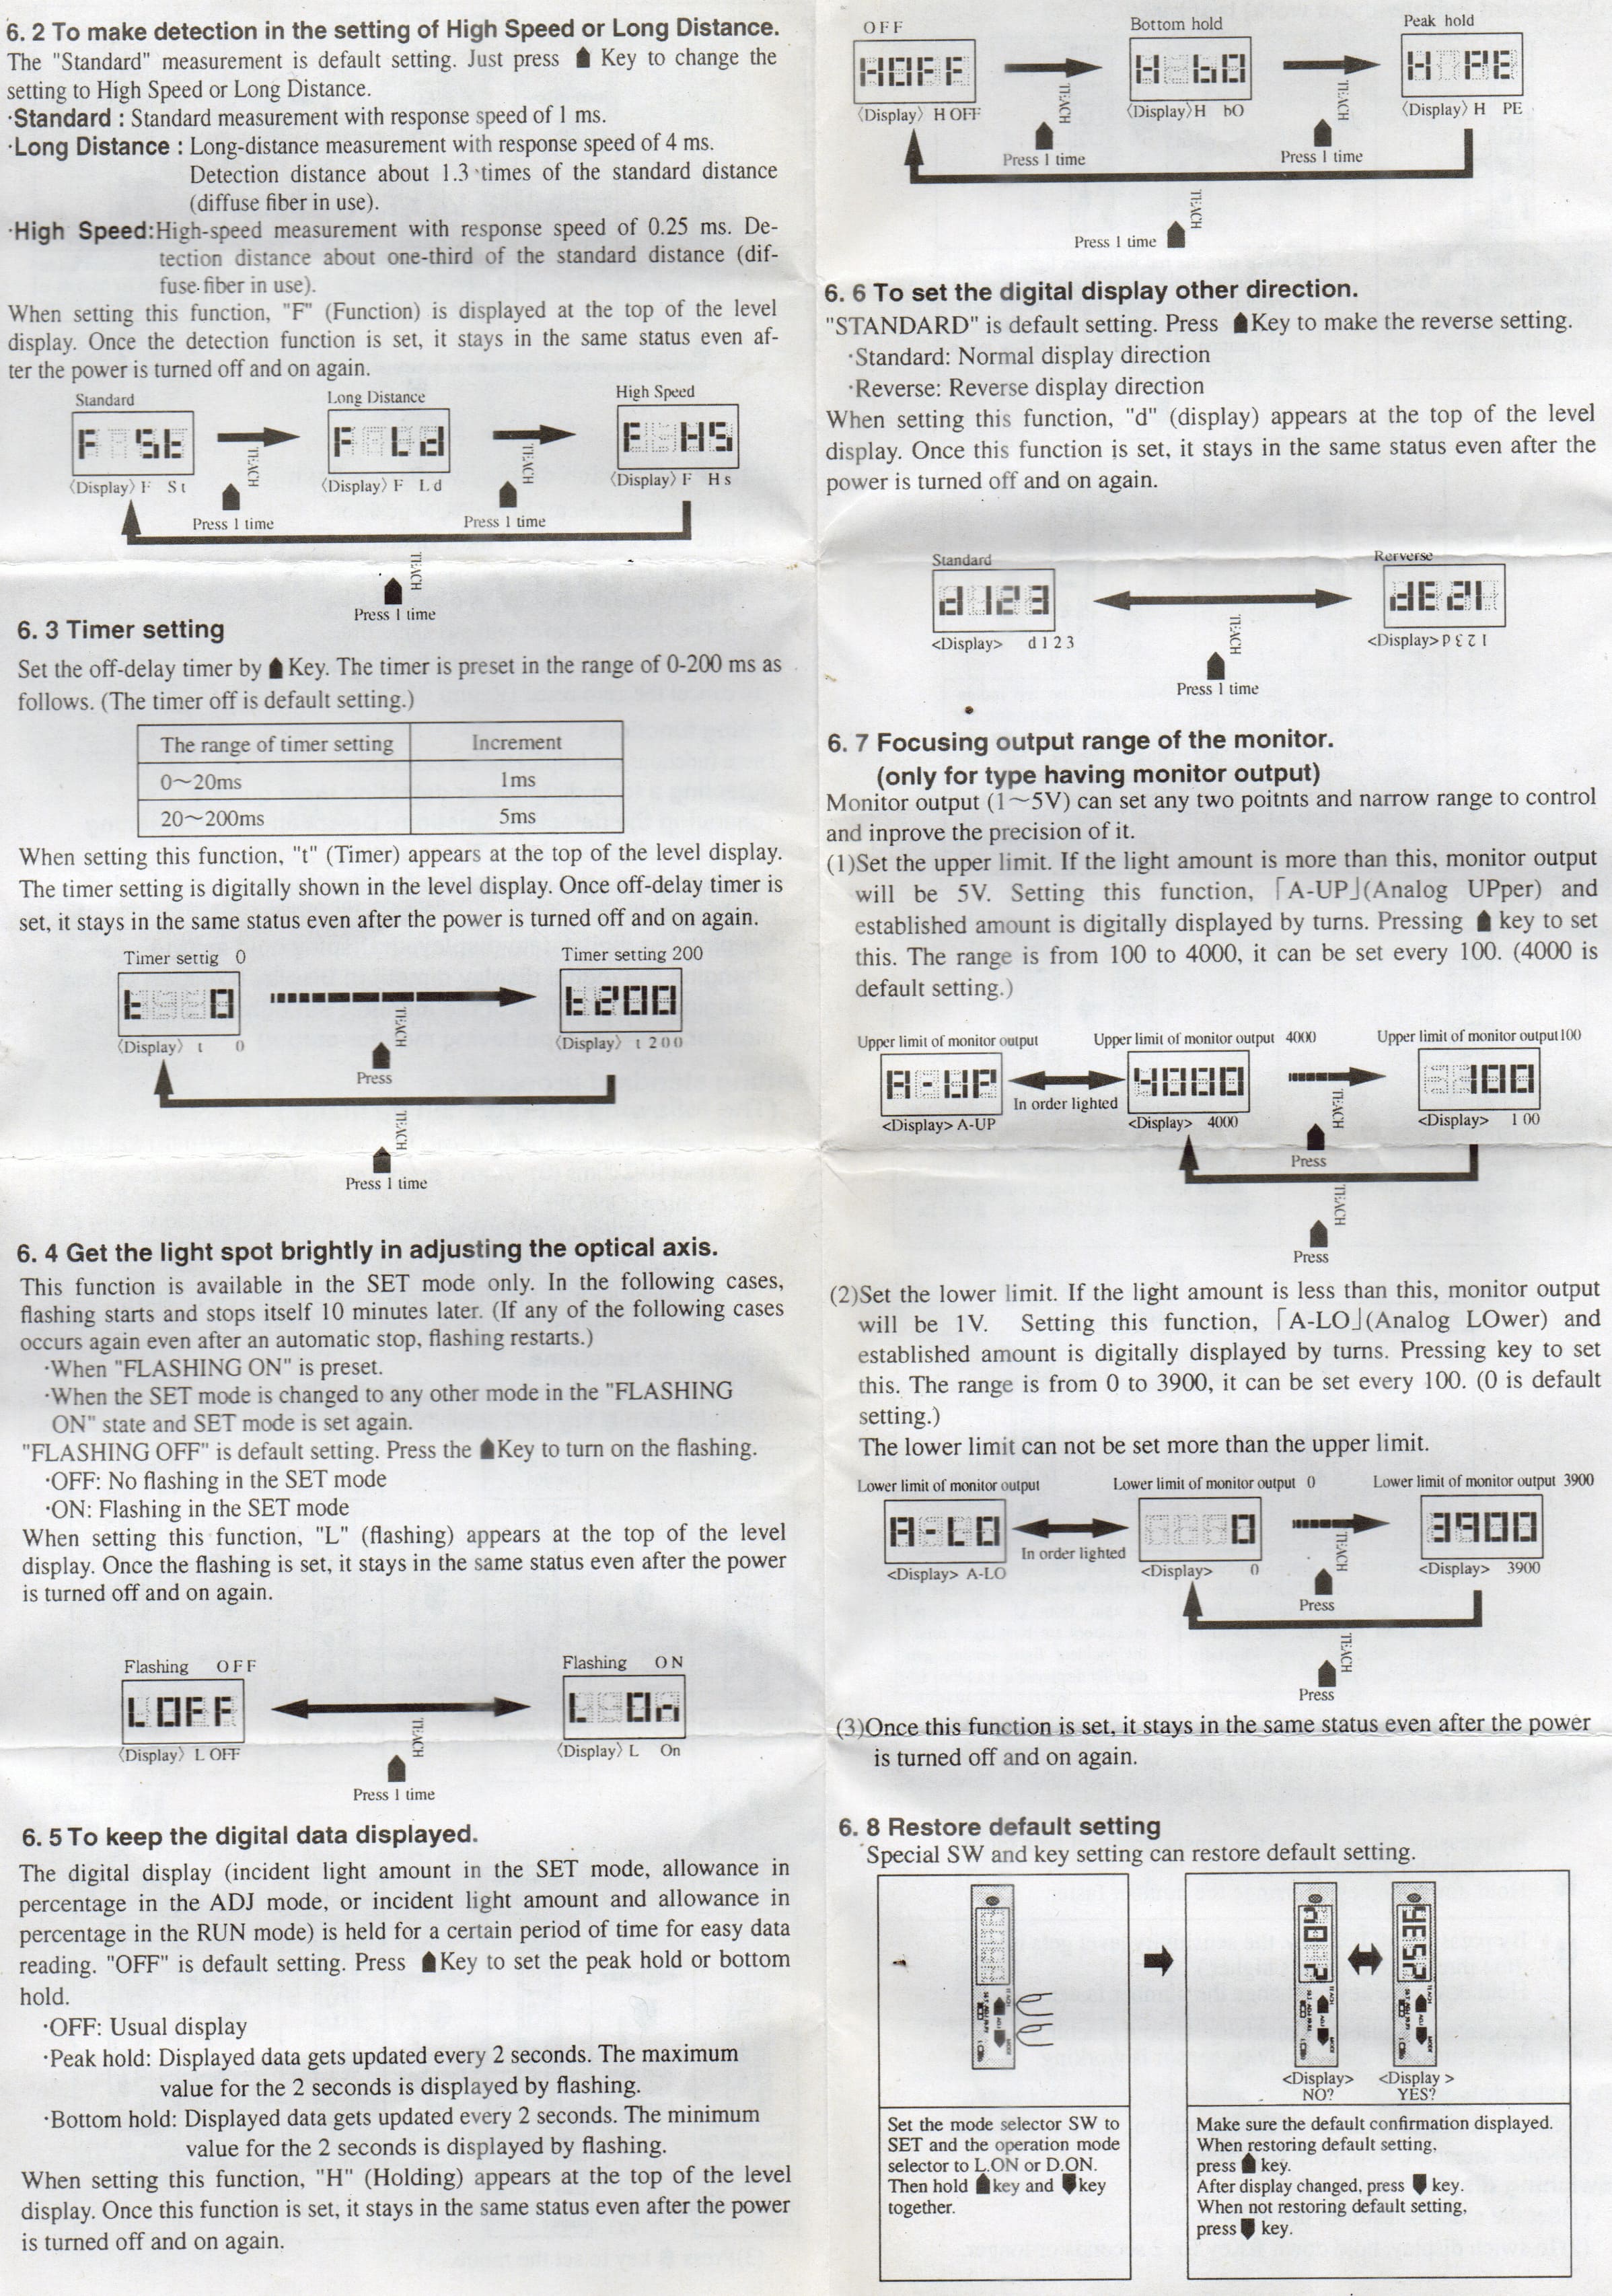 6. 2 To make detection in the setting of High Speed or Long Distance.
The "Standard" measurement is default setting. Just press Key to change the
setting to High Speed or Long Distance.
·Standard : Standard measurement with response speed of 1 ms.
·Long Distance : Long-distance measurement with response speed of 4 ms.
Detection distance about 1.3 times of the standard distance
(diffuse fiber in use).
·High Speed:High-speed measurement with response speed of 0.25 ms. De-
tection distance about one-third of the standard distance (dif-
fuse fiber in use).
When setting this function, "F" (Function) is displayed at the top of the level
display. Once the detection function is set, it stays in the same status even af-
ter the power is turned off and on again.
Standard Long Distance High Speed
F St F Ld F HS
〈Display〉 F S t 〈Display〉 F L d 〈Display〉 F H s
TEACH TEACH
Press 1 time Press 1 time
TEACH
Press 1 time
6. 3 Timer setting
Set the off-delay timer by Key. The timer is preset in the range of 0-200 ms as
follows. (The timer off is default setting.)
The range of timer setting Increment
0~20ms 1ms
20~200ms 5ms
When setting this function, "t" (Timer) appears at the top of the level display.
The timer setting is digitally shown in the level display. Once off-delay timer is
set, it stays in the same status even after the power is turned off and on again.
Timer settig 0 Timer setting 200
t 0 t200
〈Display〉 t 0 〈Display〉 t 2 0 0
TEACH
Press
TEACH
Press 1 time
6. 4 Get the light spot brightly in adjusting the optical axis.
This function is available in the SET mode only. In the following cases,
flashing starts and stops itself 10 minutes later. (If any of the following cases
occurs again even after an automatic stop, flashing restarts.)
·When "FLASHING ON" is preset.
·When the SET mode is changed to any other mode in the "FLASHING
ON" state and SET mode is set again.
"FLASHING OFF" is default setting. Press the Key to turn on the flashing.
·OFF: No flashing in the SET mode
·ON: Flashing in the SET mode
When setting this function, "L" (flashing) appears at the top of the level
display. Once the flashing is set, it stays in the same status even after the power
is turned off and on again.
Flashing OFF Flashing ON
LOFF L On
〈Display〉 L OFF 〈Display〉 L On
TEACH
Press 1 time
6. 5 To keep the digital data displayed.
The digital display (incident light amount in the SET mode, allowance in
percentage in the ADJ mode, or incident light amount and allowance in
percentage in the RUN mode) is held for a certain period of time for easy data
reading. "OFF" is default setting. Press Key to set the peak hold or bottom
hold.
·OFF: Usual display
·Peak hold: Displayed data gets updated every 2 seconds. The maximum
value for the 2 seconds is displayed by flashing.
·Bottom hold: Displayed data gets updated every 2 seconds. The minimum
value for the 2 seconds is displayed by flashing.
When setting this function, "H" (Holding) appears at the top of the level
display. Once this function is set, it stays in the same status even after the power
is turned off and on again.
OFF Bottom hold Peak hold
HOFF H bO H PE
〈Display〉 H OFF 〈Display〉H bO 〈Display〉 H PE
TEACH TEACH
Press 1 time Press 1 time
TEACH
Press 1 time
6. 6 To set the digital display other direction.
"STANDARD" is default setting. Press Key to make the reverse setting.
·Standard: Normal display direction
·Reverse: Reverse display direction
When setting this function, "d" (display) appears at the top of the level
display. Once this function is set, it stays in the same status even after the
power is turned off and on again.
Standard Rerverse
d123
<Display> d 1 2 3 <Display>
TEACH
Press 1 time
6. 7 Focusing output range of the monitor.
(only for type having monitor output)
Monitor output (1~5V) can set any two poitnts and narrow range to control
and inprove the precision of it.
(1)Set the upper limit. If the light amount is more than this, monitor output
will be 5V. Setting this function, ｢A-UP｣(Analog UPper) and
established amount is digitally displayed by turns. Pressing key to set
this. The range is from 100 to 4000, it can be set every 100. (4000 is
default setting.)
Upper limit of monitor output Upper limit of monitor output 4000 Upper limit of monitor output100
A-UP 4000 100
In order lighted
<Display> A-UP <Display> 4000 <Display> 100
TEACH
Press
TEACH
Press
(2)Set the lower limit. If the light amount is less than this, monitor output
will be 1V. Setting this function, ｢A-LO｣(Analog LOwer) and
established amount is digitally displayed by turns. Pressing key to set
this. The range is from 0 to 3900, it can be set every 100. (0 is default
setting.)
The lower limit can not be set more than the upper limit.
Lower limit of monitor output Lower limit of monitor output 0 Lower limit of monitor output 3900
A-LO 0 3900
In order lighted
<Display> A-LO <Display> 0 <Display> 3900
TEACH
Press
TEACH
Press
(3)Once this function is set, it stays in the same status even after the power
is turned off and on again.
6. 8 Restore default setting
Special SW and key setting can restore default setting.
nO ? YES?
<Display> <Display >
NO? YES?
Set the mode selector SW to
SET and the operation mode
selector to L.ON or D.ON.
Then hold key and key
together.
Make sure the default confirmation displayed.
When restoring default setting,
press key.
After display changed, press key.
When not restoring default setting,
press key.